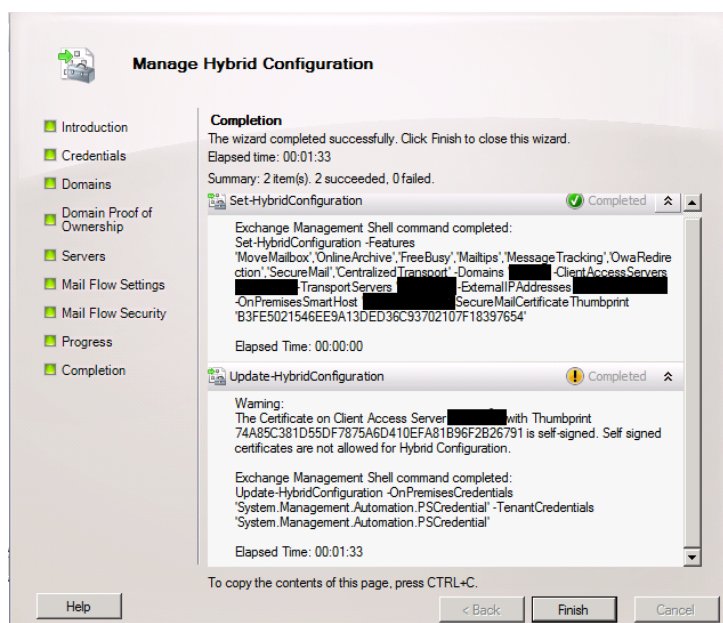 Manage Hybrid Configuration
Introduction
Credentials
Domains
Domain Proof of
Ownership
Servers
Mail Flow Settings
Mail Flow Security
Progress
Completion
Completion
The wizard completed successfully. Click Finish to close this wizard.
Elapsed time: 00:01:33
Summary: 2 item(s). 2 succeeded, 0 failed.
Set-HybridConfiguration
Completed
Exchange Management Shell command completed:
Set-HybridConfiguration -Features
'MoveMailbox','OnlineArchive','FreeBusy','Mailtips','MessageTracking','OwaRedire
ction','SecureMail','CentralizedTransport' -Domains ' -ClientAccessServers
-TransportServers ' -ExternalIPAddresses
-OnPremisesSmartHost ' SecureMailCertificateThumbprint
'B3FE5021546EE9A13DED36C93702107F18397654'
Elapsed Time: 00:00:00
Update-HybridConfiguration
Completed
Warning:
The Certificate on Client Access Server with Thumbprint
74A85C381D55DF7875A6D410EFA81B96F2B26791 is self-signed. Self signed
certificates are not allowed for Hybrid Configuration.
Exchange Management Shell command completed:
Update-HybridConfiguration -OnPremisesCredentials
'System.Management.Automation.PSCredential' -TenantCredentials
'System.Management.Automation.PSCredential'
Elapsed Time: 00:01:33
To copy the contents of this page, press CTRL+C.
Help
< Back
Finish
Cancel